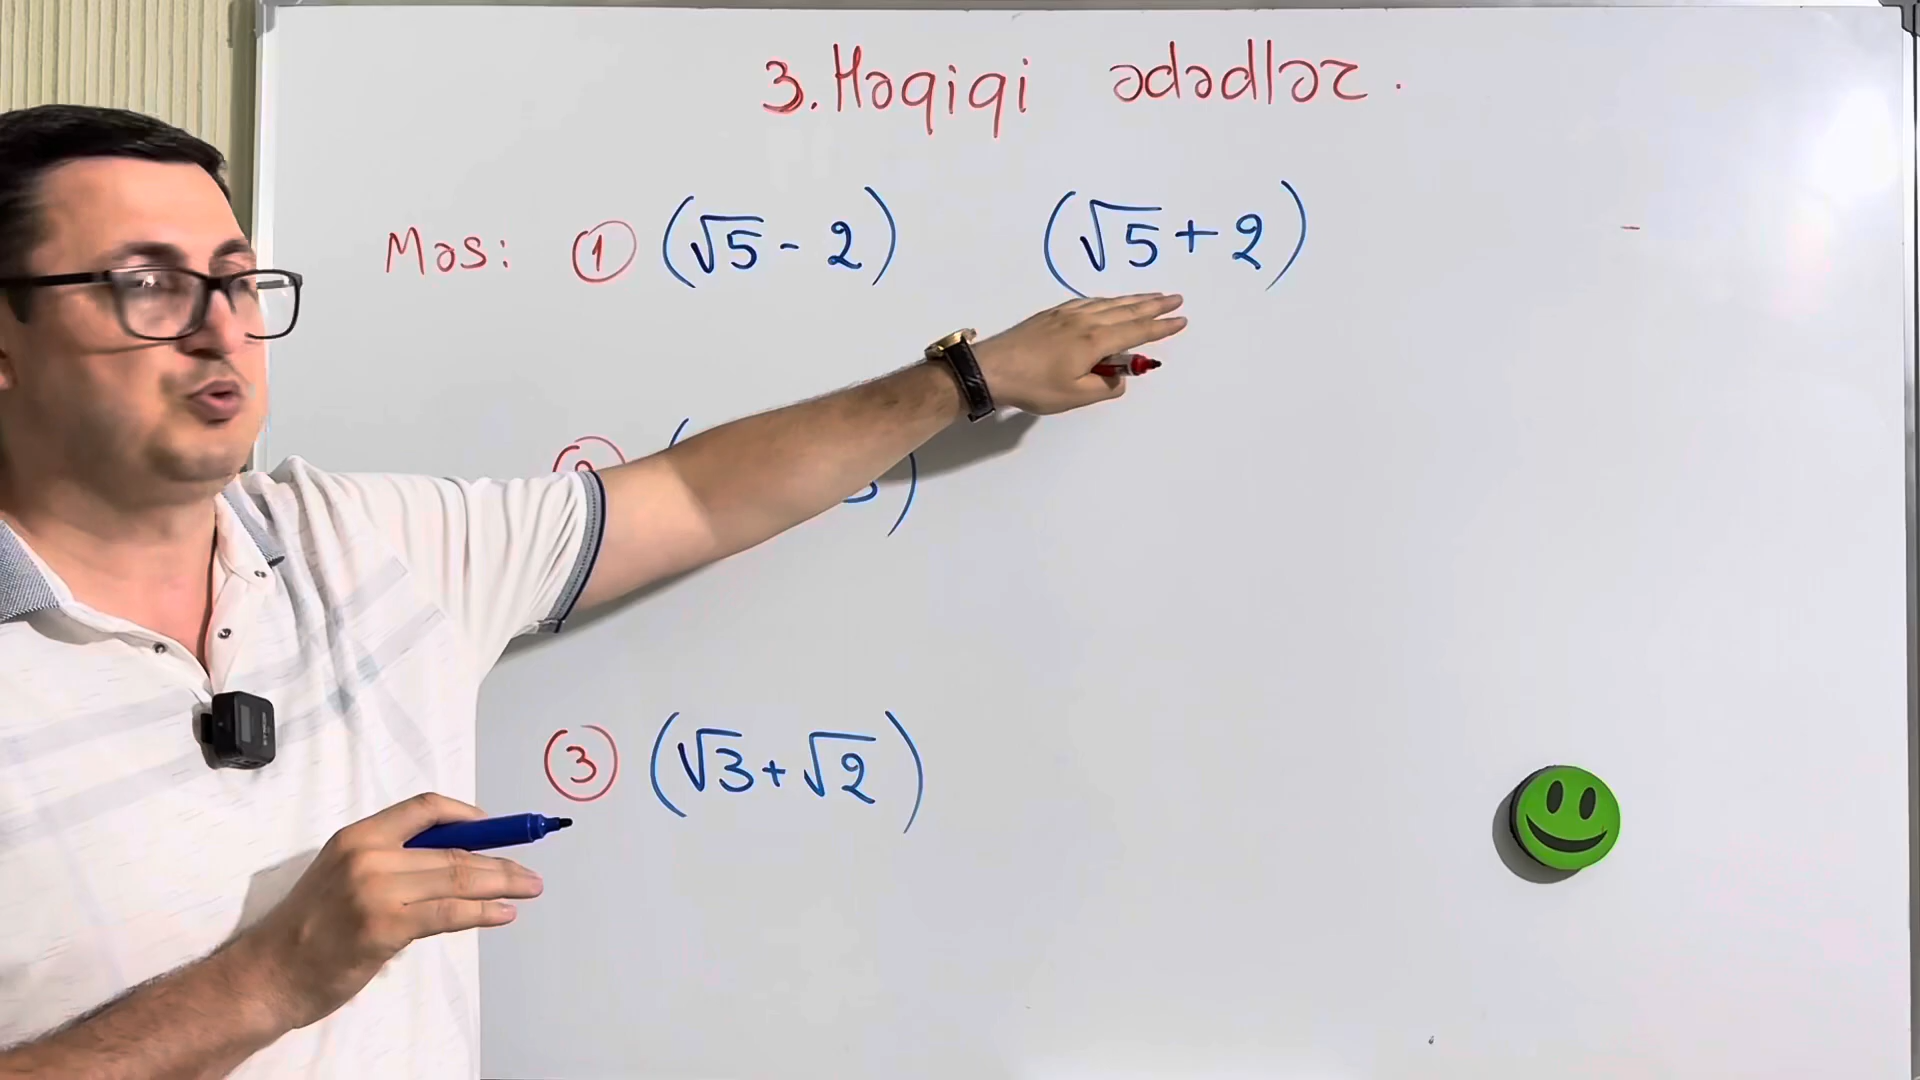 3. Həqiqi ədədlər.
Məs: ① (√5 - 2) (√5 + 2)
③ (√3 + √2)